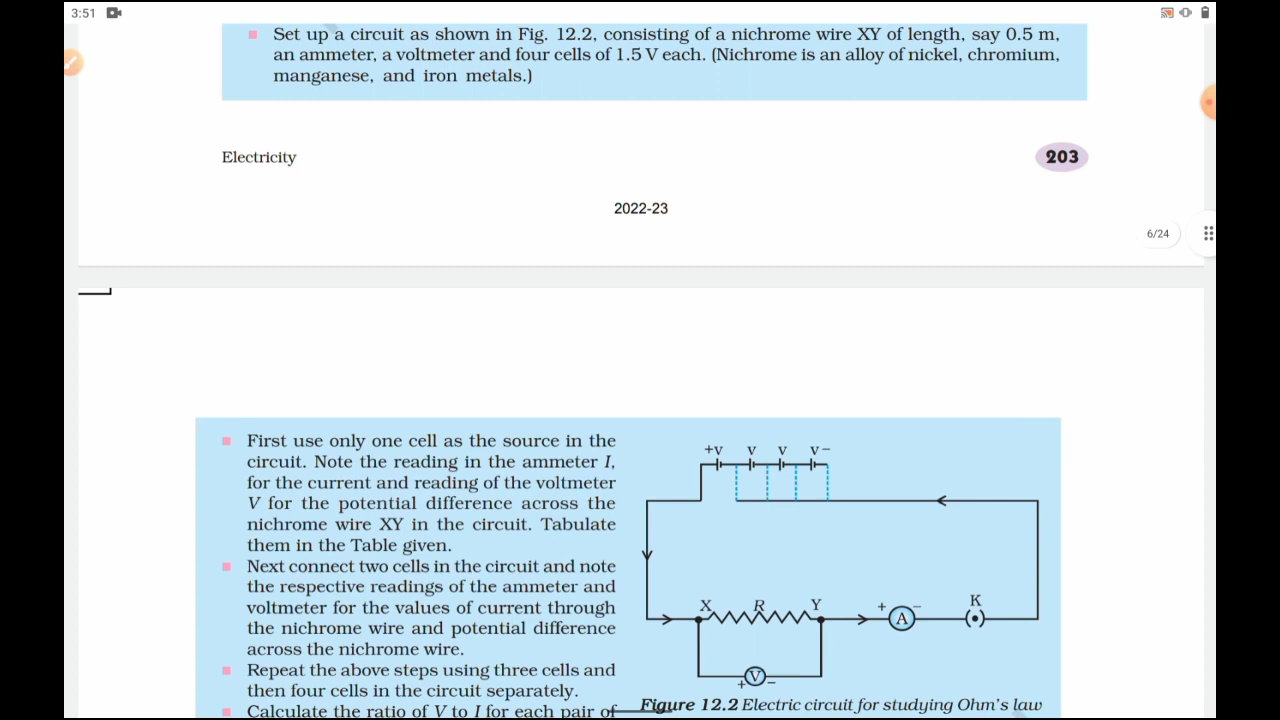 3:51
Set up a circuit as shown in Fig. 12.2, consisting of a nichrome wire XY of length, say 0.5 m,
an ammeter, a voltmeter and four cells of 1.5 V each. (Nichrome is an alloy of nickel, chromium,
manganese, and iron metals.)
Electricity
203
2022-23
6/24
First use only one cell as the source in the
circuit. Note the reading in the ammeter I,
for the current and reading of the voltmeter
V for the potential difference across the
nichrome wire XY in the circuit. Tabulate
them in the Table given.
Next connect two cells in the circuit and note
the respective readings of the ammeter and
voltmeter for the values of current through
the nichrome wire and potential difference
across the nichrome wire.
Repeat the above steps using three cells and
then four cells in the circuit separately.
Calculate the ratio of V to I for each pair of
+v v v v −
X R Y
+ A −
K
+ V −
Figure 12.2 Electric circuit for studying Ohm's law